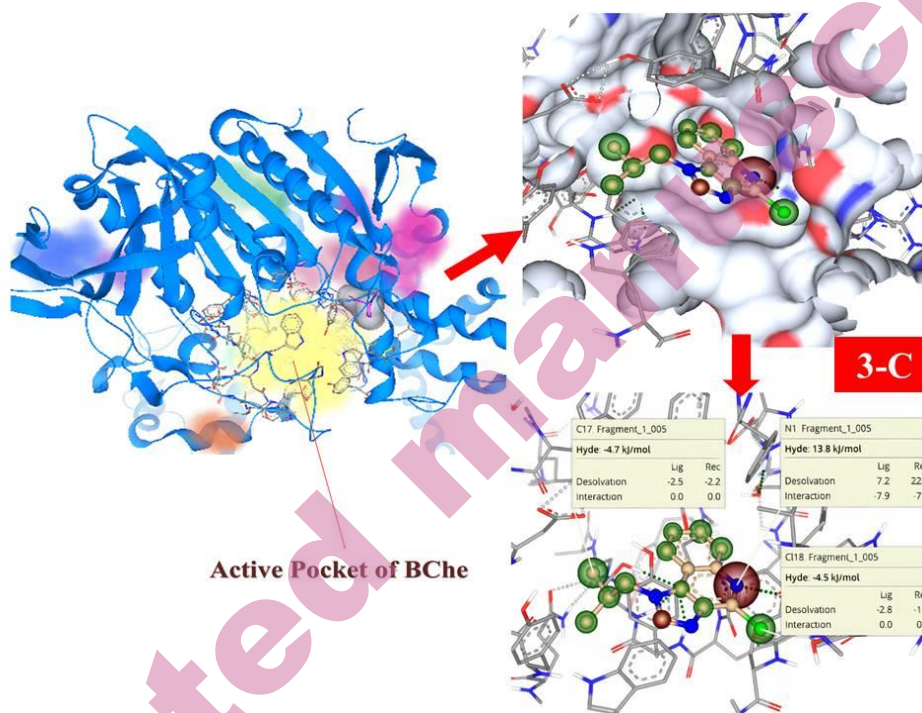 3-C
C17 Fragment_1_005
Hyde: -4.7 kJ/mol
Lig Rec
Desolvation -2.5 -2.2
Interaction 0.0 0.0
N1 Fragment_1_005
Hyde: 13.8 kJ/mol
Lig
Desolvation 7.2
Interaction -7.9
Cl18 Fragment_1_005
Hyde: -4.5 kJ/mol
Lig
Desolvation -2.8
Interaction 0.0
Active Pocket of BChe
ted manusc